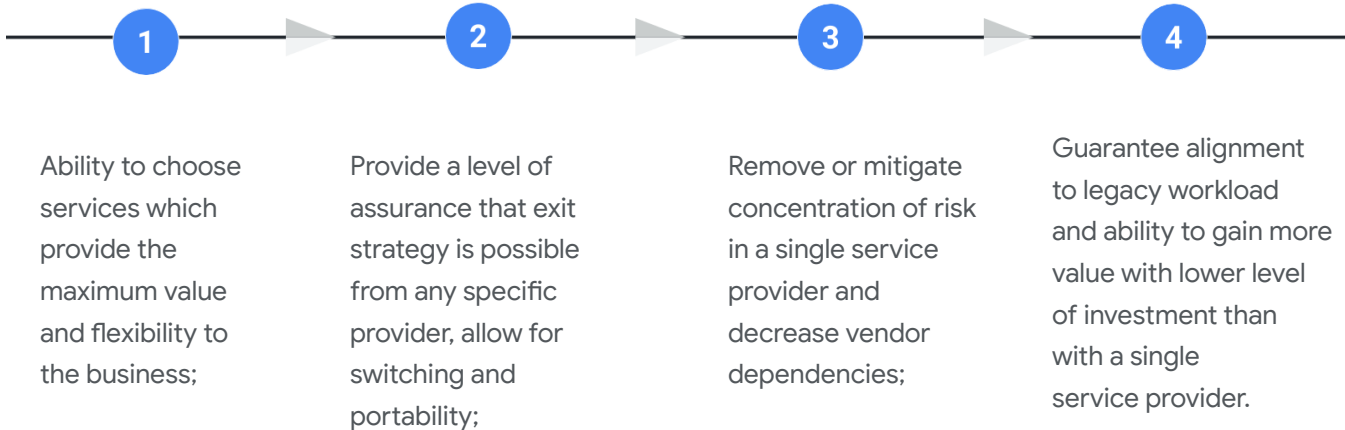 1
2
3
4
Ability to choose
services which
provide the
maximum value
and flexibility to
the business;
Provide a level of
assurance that exit
strategy is possible
from any specific
provider, allow for
switching and
portability;
Remove or mitigate
concentration of risk
in a single service
provider and
decrease vendor
dependencies;
Guarantee alignment
to legacy workload
and ability to gain more
value with lower level
of investment than
with a single
service provider.